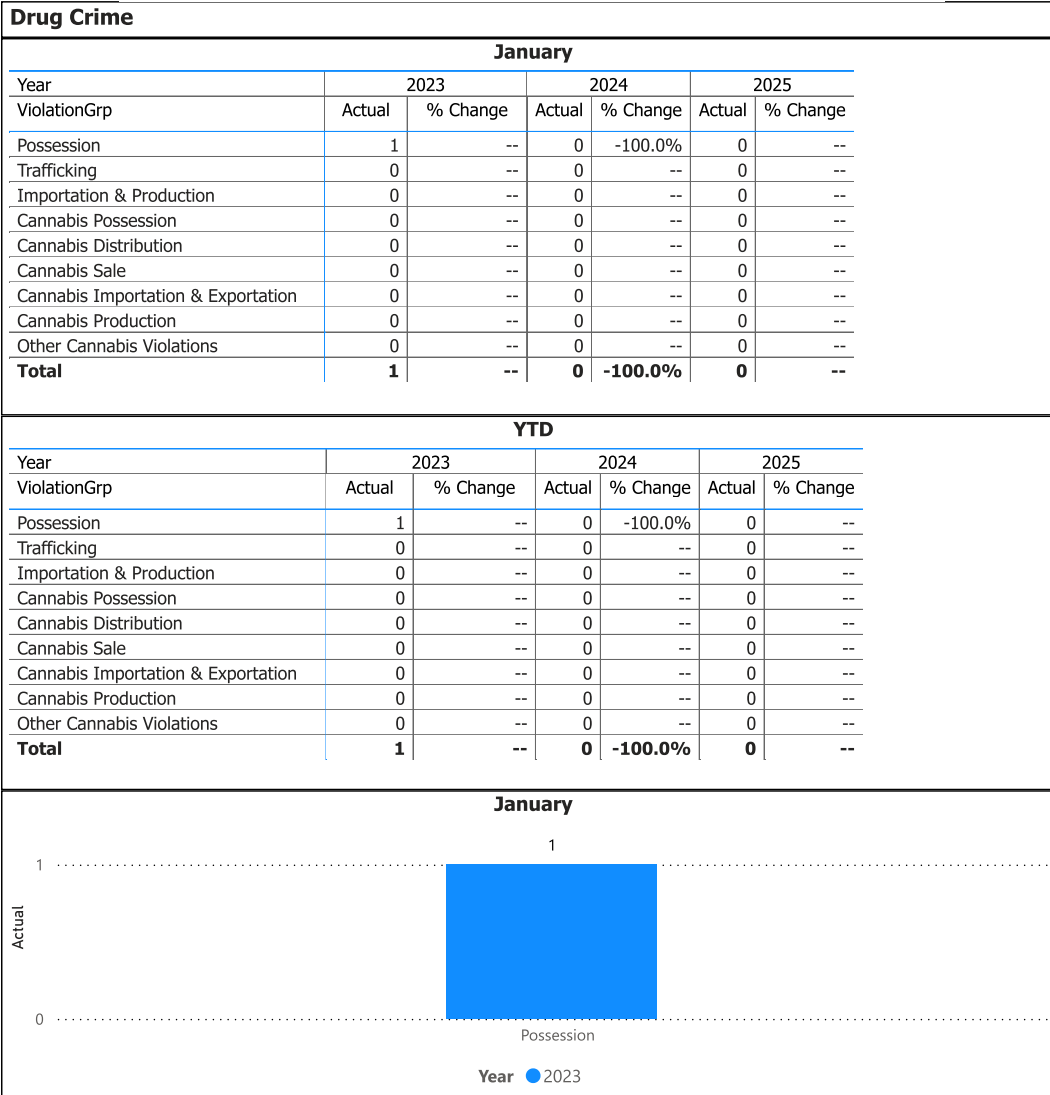 Drug Crime
January
Year 2023 2024 2025
ViolationGrp Actual % Change Actual % Change Actual % Change
Possession 1 -- 0 -100.0% 0 --
Trafficking 0 -- 0 -- 0 --
Importation & Production 0 -- 0 -- 0 --
Cannabis Possession 0 -- 0 -- 0 --
Cannabis Distribution 0 -- 0 -- 0 --
Cannabis Sale 0 -- 0 -- 0 --
Cannabis Importation & Exportation 0 -- 0 -- 0 --
Cannabis Production 0 -- 0 -- 0 --
Other Cannabis Violations 0 -- 0 -- 0 --
Total 1 -- 0 -100.0% 0 --
YTD
Year 2023 2024 2025
ViolationGrp Actual % Change Actual % Change Actual % Change
Possession 1 -- 0 -100.0% 0 --
Trafficking 0 -- 0 -- 0 --
Importation & Production 0 -- 0 -- 0 --
Cannabis Possession 0 -- 0 -- 0 --
Cannabis Distribution 0 -- 0 -- 0 --
Cannabis Sale 0 -- 0 -- 0 --
Cannabis Importation & Exportation 0 -- 0 -- 0 --
Cannabis Production 0 -- 0 -- 0 --
Other Cannabis Violations 0 -- 0 -- 0 --
Total 1 -- 0 -100.0% 0 --
January
1
1
Actual
0
Possession
Year 2023